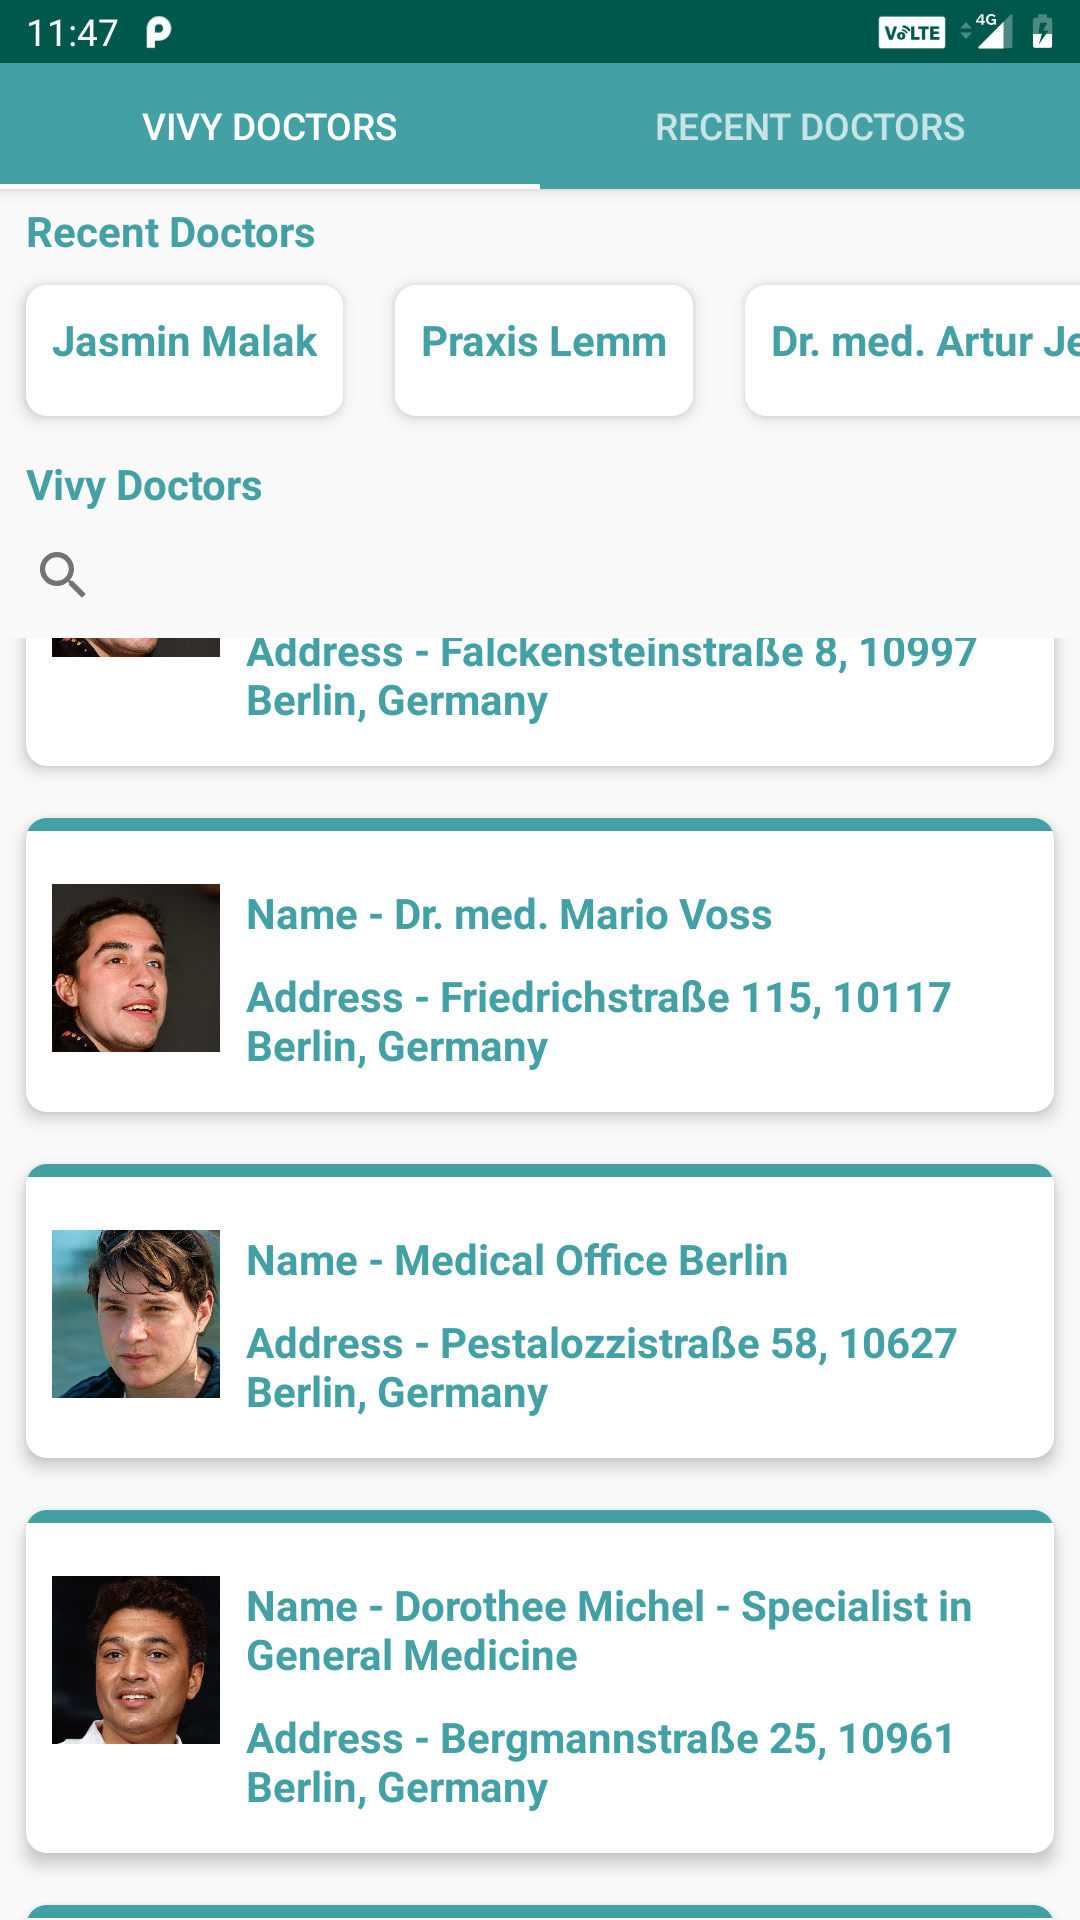 11:47
VoLTE 4G
VIVY DOCTORS RECENT DOCTORS
Recent Doctors
Jasmin Malak Praxis Lemm Dr. med. Artur
Vivy Doctors
Address - Falckensteinstraße 8, 10997
Berlin, Germany
Name - Dr. med. Mario Voss
Address - Friedrichstraße 115, 10117
Berlin, Germany
Name - Medical Office Berlin
Address - Pestalozzistraße 58, 10627
Berlin, Germany
Name - Dorothee Michel - Specialist in
General Medicine
Address - Bergmannstraße 25, 10961
Berlin, Germany